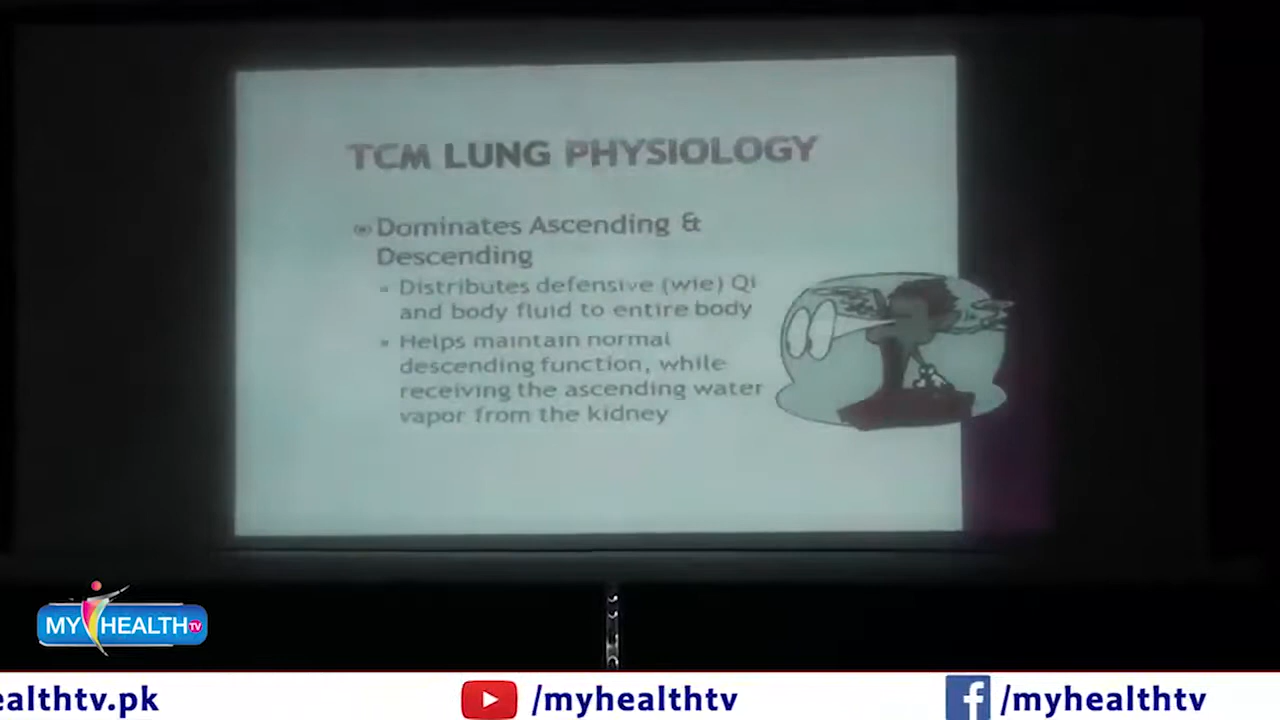 TCM LUNG PHYSIOLOGY
Dominates Ascending &
Descending
Distributes defensive (wie) Qi
and body fluid to entire body
Helps maintain normal
descending function, while
receiving the ascending water
vapor from the kidney
MY HEALTH TV
ealthtv.pk
/myhealthtv
/myhealthtv